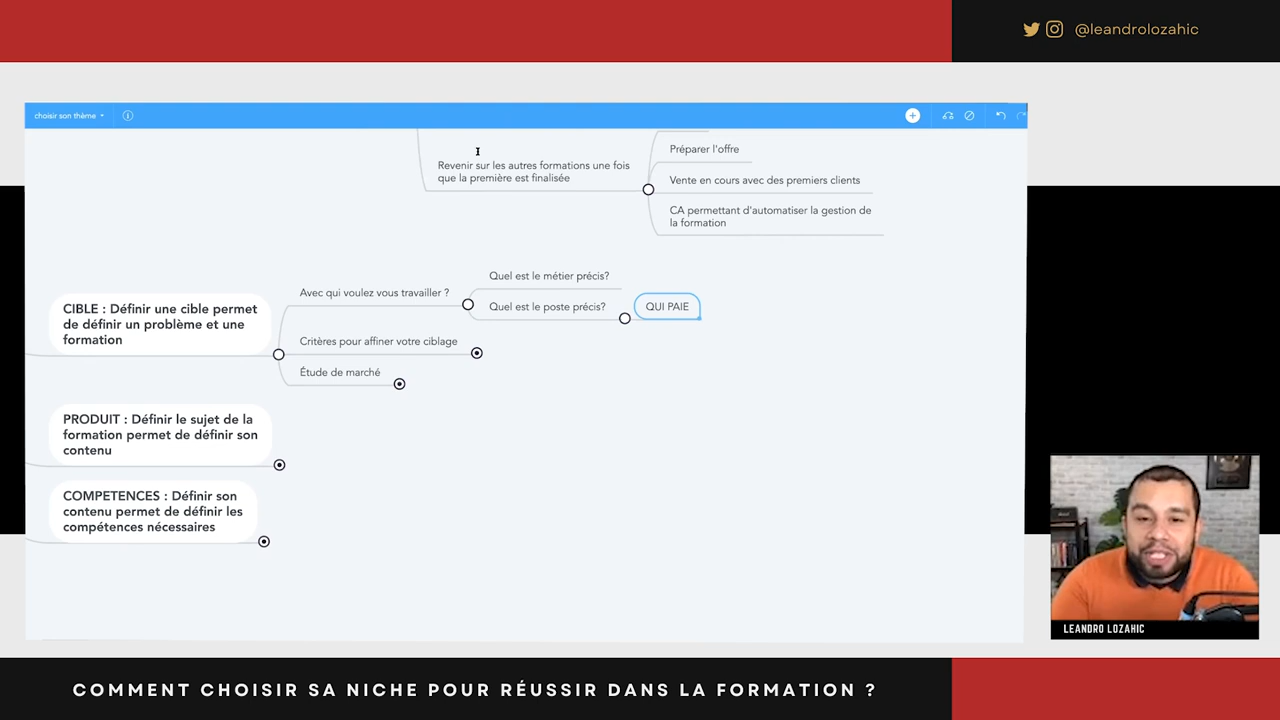 @leandrolozahic
choisir son thème
Préparer l'offre
Revenir sur les autres formations une fois
que la première est finalisée
Vente en cours avec des premiers clients
CA permettant d'automatiser la gestion de
la formation
Quel est le métier précis?
Avec qui voulez vous travailler ?
Quel est le poste précis?
QUI PAIE
CIBLE : Définir une cible permet
de définir un problème et une
formation
Critères pour affiner votre ciblage
Étude de marché
PRODUIT : Définir le sujet de la
formation permet de définir son
contenu
COMPETENCES : Définir son
contenu permet de définir les
compétences nécessaires
LEANDRO LOZAHIC
COMMENT CHOISIR SA NICHE POUR RÉUSSIR DANS LA FORMATION ?